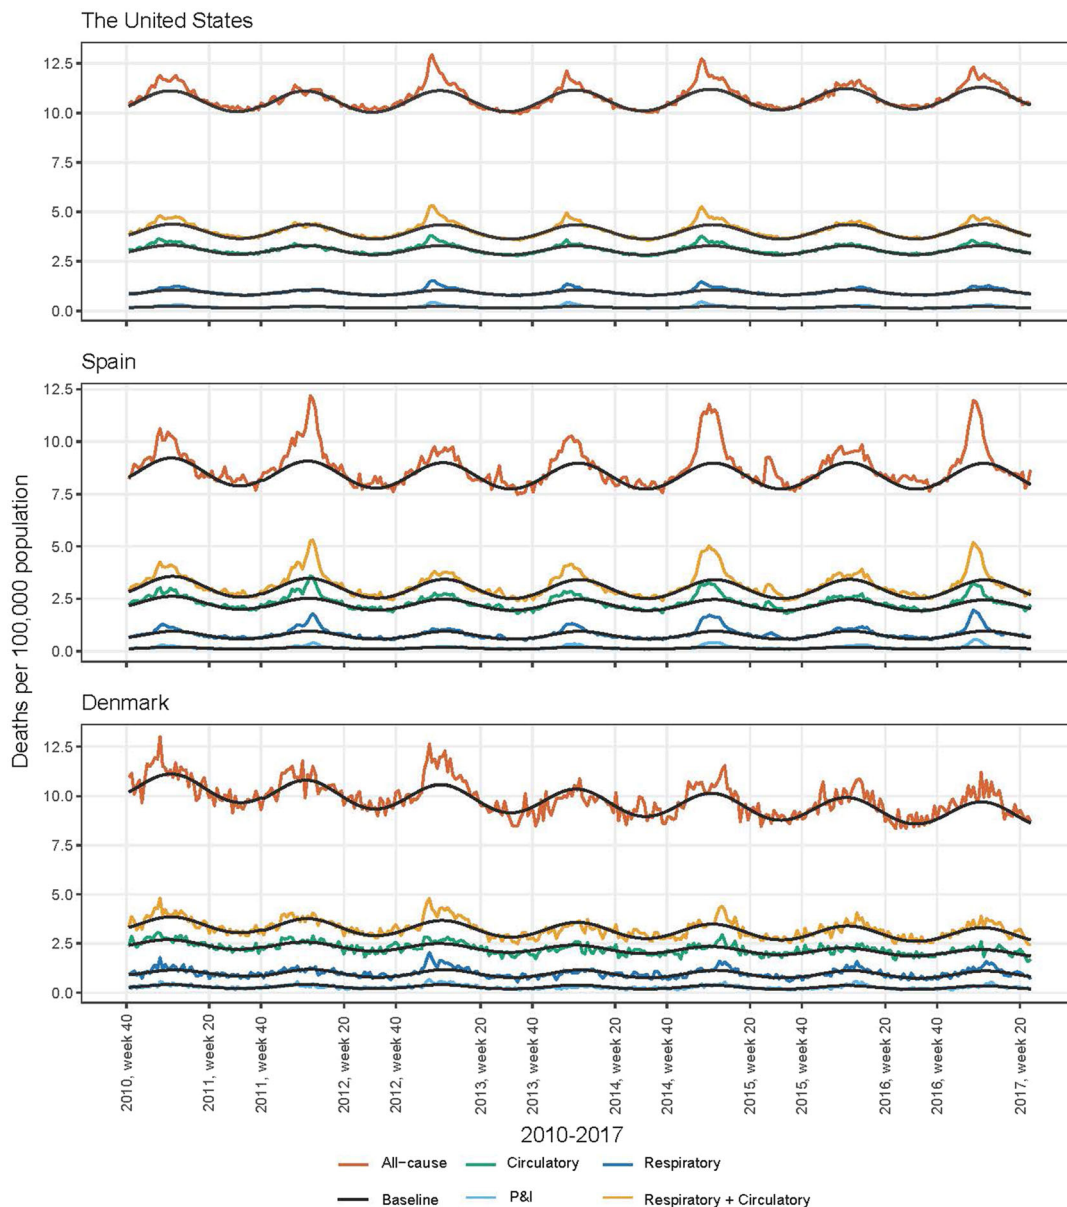 The United States
12.5
10.0
7.5
5.0
2.5
0.0
Spain
12.5
10.0
7.5
5.0
2.5
0.0
Deaths per 100,000 population
Denmark
12.5
10.0
7.5
5.0
2.5
0.0
2010, week 40
2011, week 20
2011, week 40
2012, week 20
2012, week 40
2013, week 20
2013, week 40
2014, week 20
2014, week 40
2015, week 20
2015, week 40
2016, week 20
2016, week 40
2017, week 20
2010-2017
All-cause Circulatory Respiratory
Baseline P&I Respiratory + Circulatory